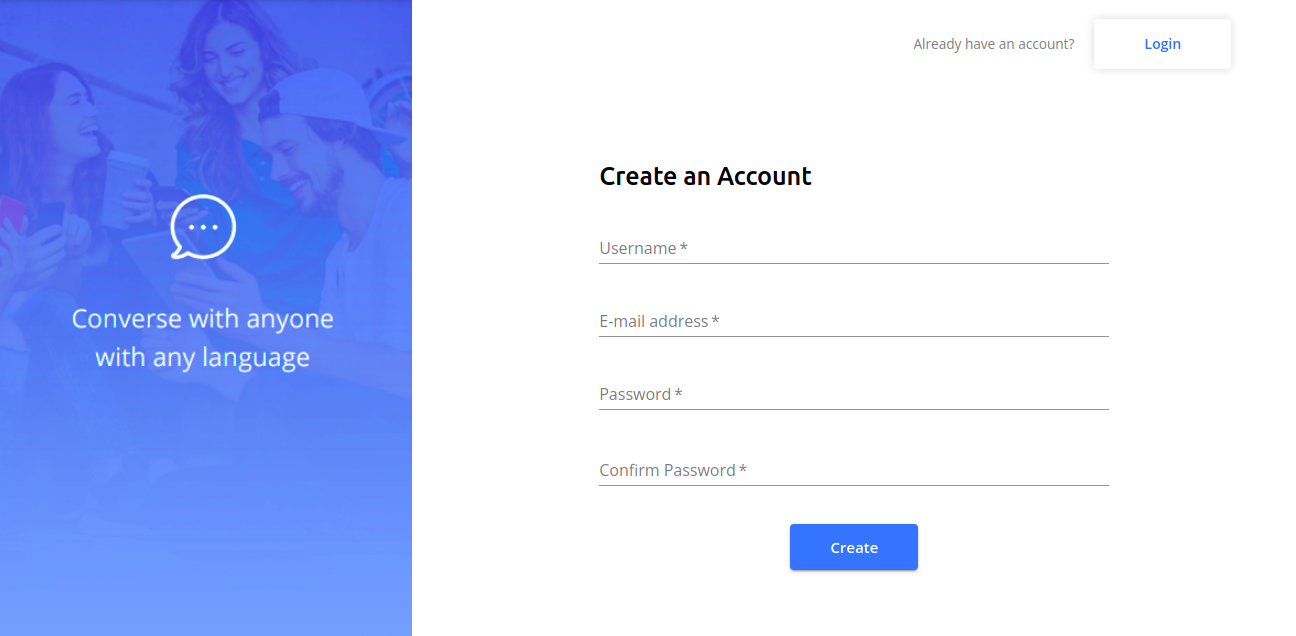 Already have an account?
Login
Converse with anyone
with any language
Create an Account
Username *
E-mail address *
Password *
Confirm Password *
Create